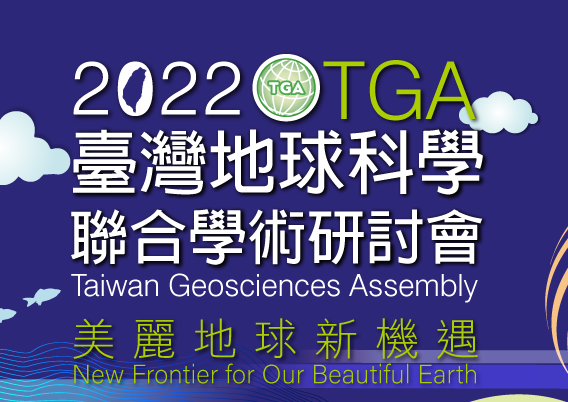 2022 TGA TGA
臺灣地球科學
聯合學術研討會
Taiwan Geosciences Assembly
美麗地球新機遇
New Frontier for Our Beautiful Earth